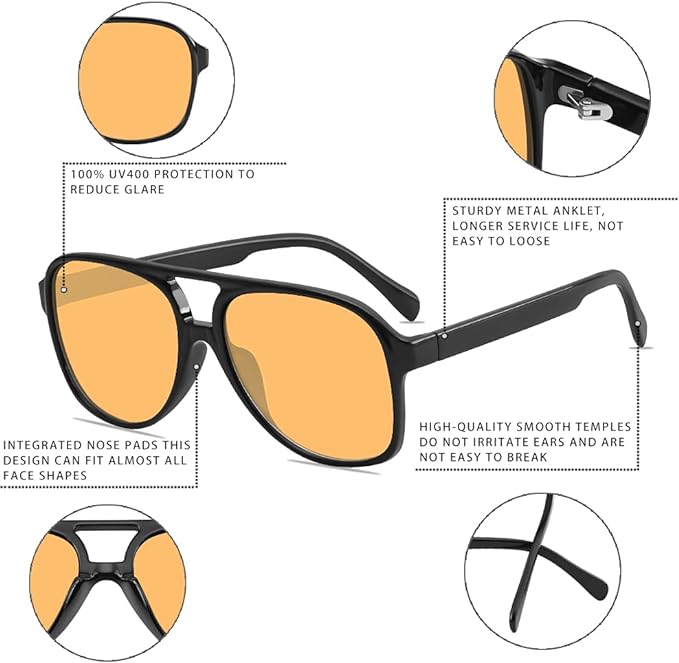 100% UV400 PROTECTION TO
REDUCE GLARE
STURDY METAL ANKLET,
LONGER SERVICE LIFE, NOT
EASY TO LOOSE
INTEGRATED NOSE PADS THIS
DESIGN CAN FIT ALMOST ALL
FACE SHAPES
HIGH-QUALITY SMOOTH TEMPLES
DO NOT IRRITATE EARS AND ARE
NOT EASY TO BREAK